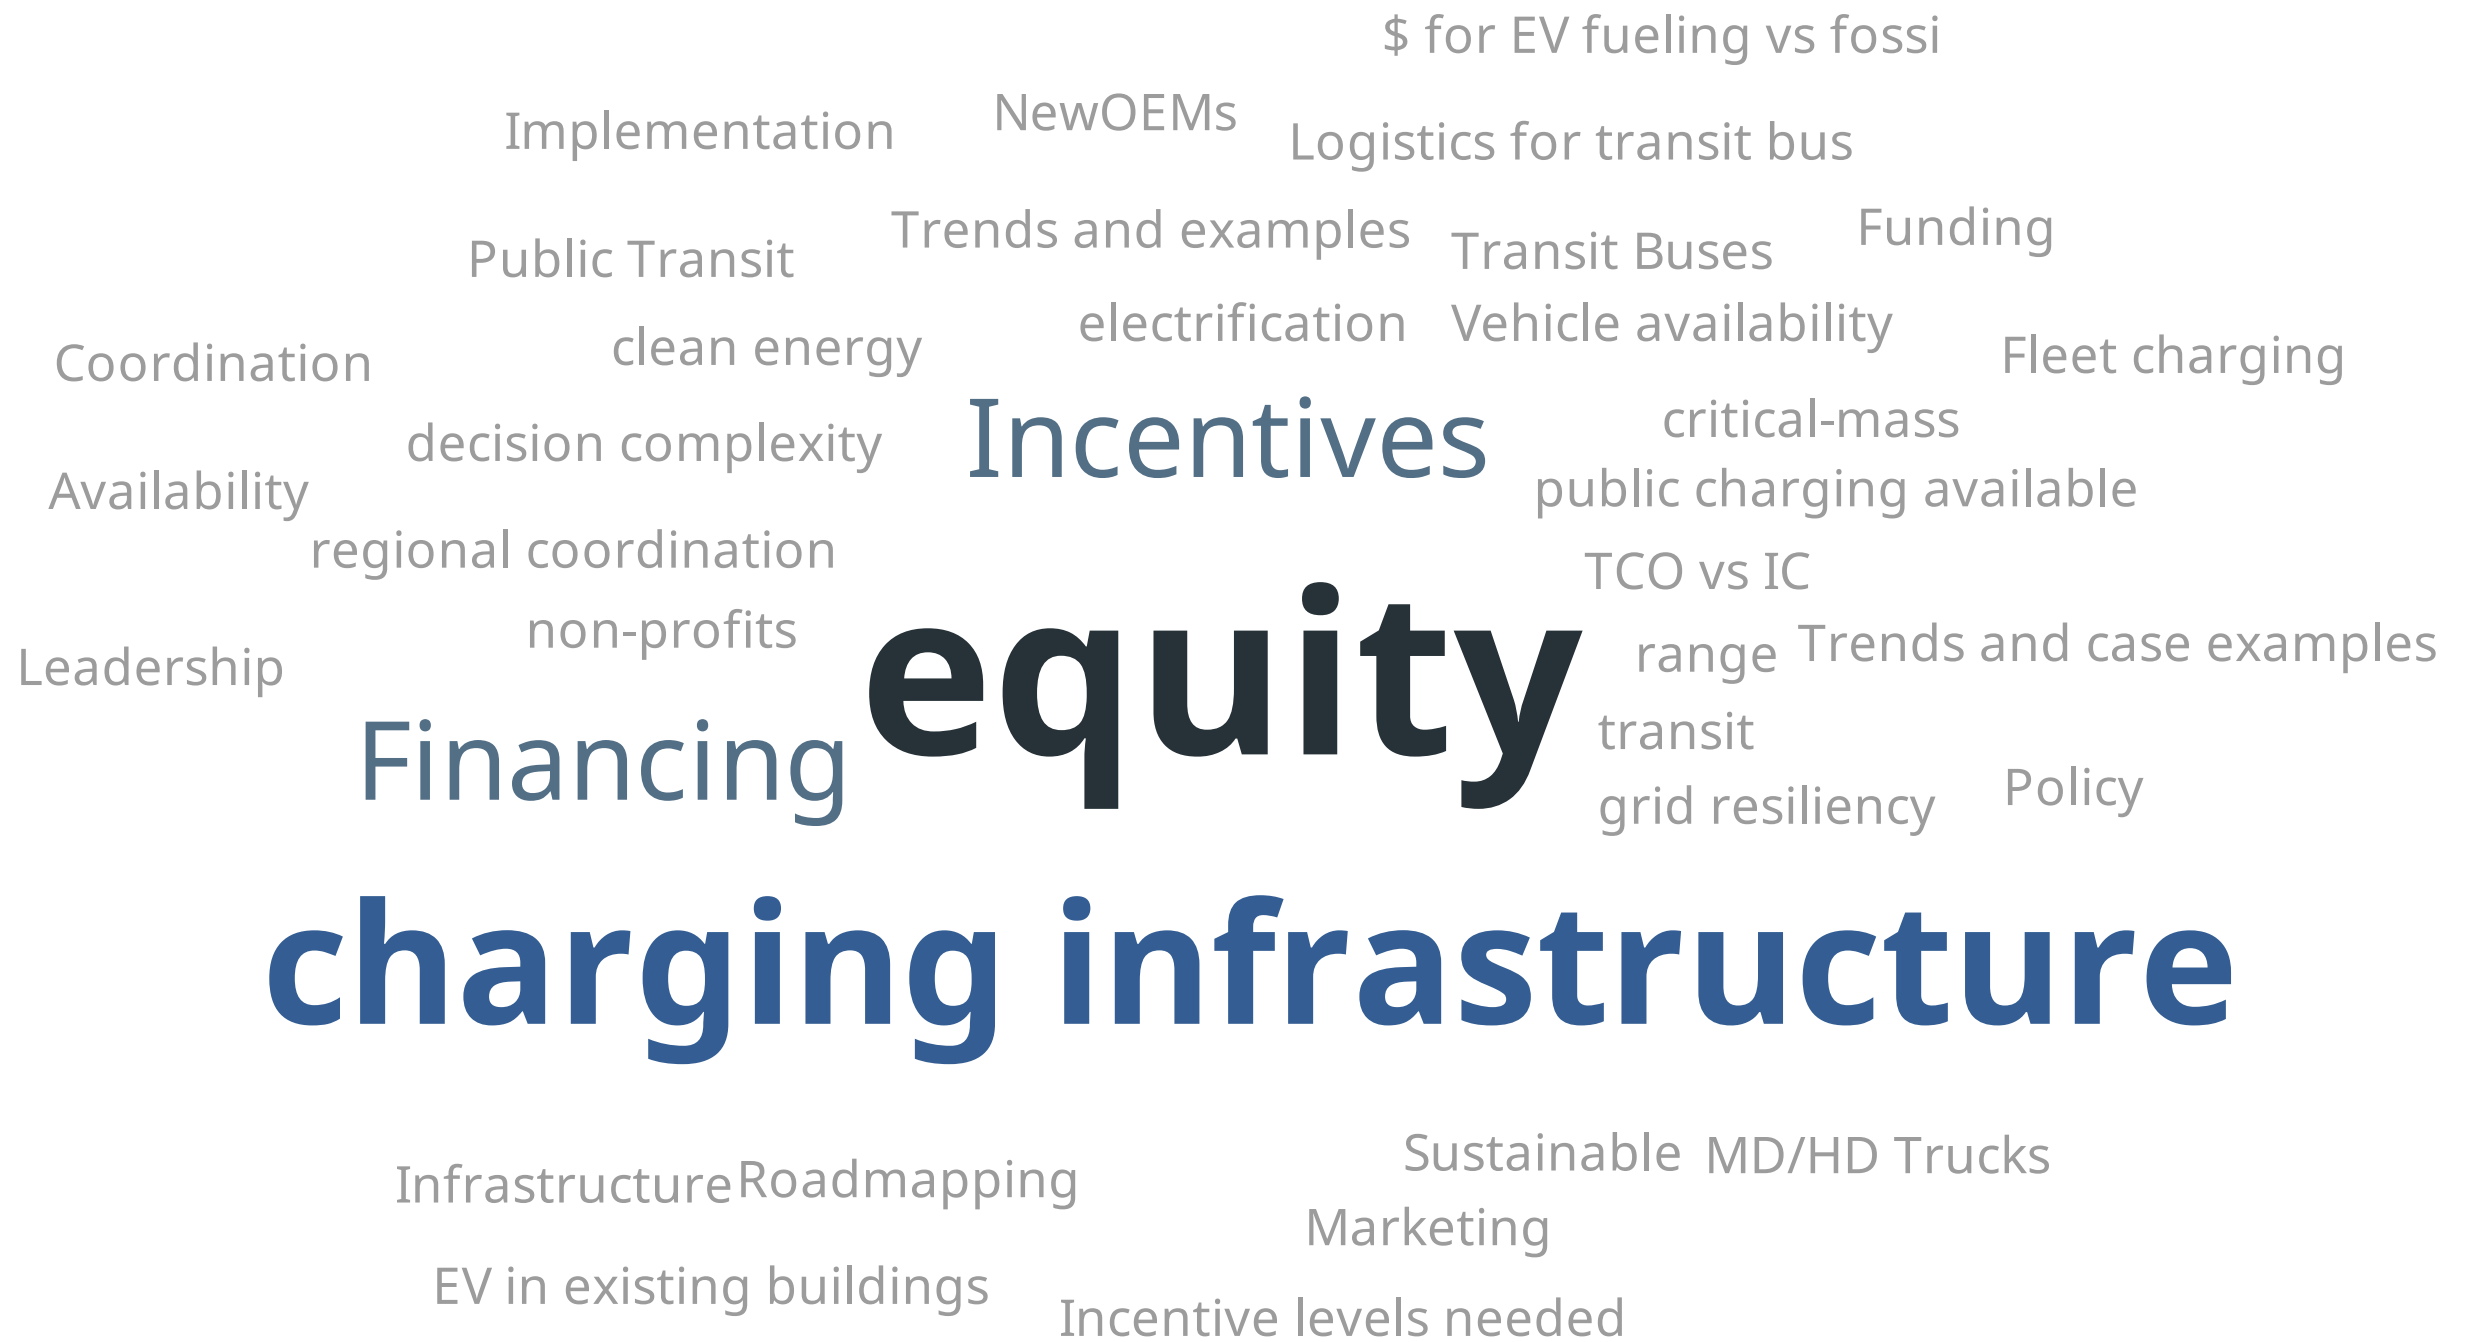 $ for EV fueling vs fossi
NewOEMs
Implementation
Logistics for transit bus
Trends and examples
Funding
Public Transit
Transit Buses
electrification
Vehicle availability
clean energy
Coordination
Fleet charging
Incentives
critical-mass
decision complexity
Availability
public charging available
regional coordination
TCO vs IC
non-profits
equity
range
Trends and case examples
Leadership
Financing
transit
grid resiliency
Policy
charging infrastructure
Sustainable
MD/HD Trucks
Infrastructure
Roadmapping
Marketing
EV in existing buildings
Incentive levels needed